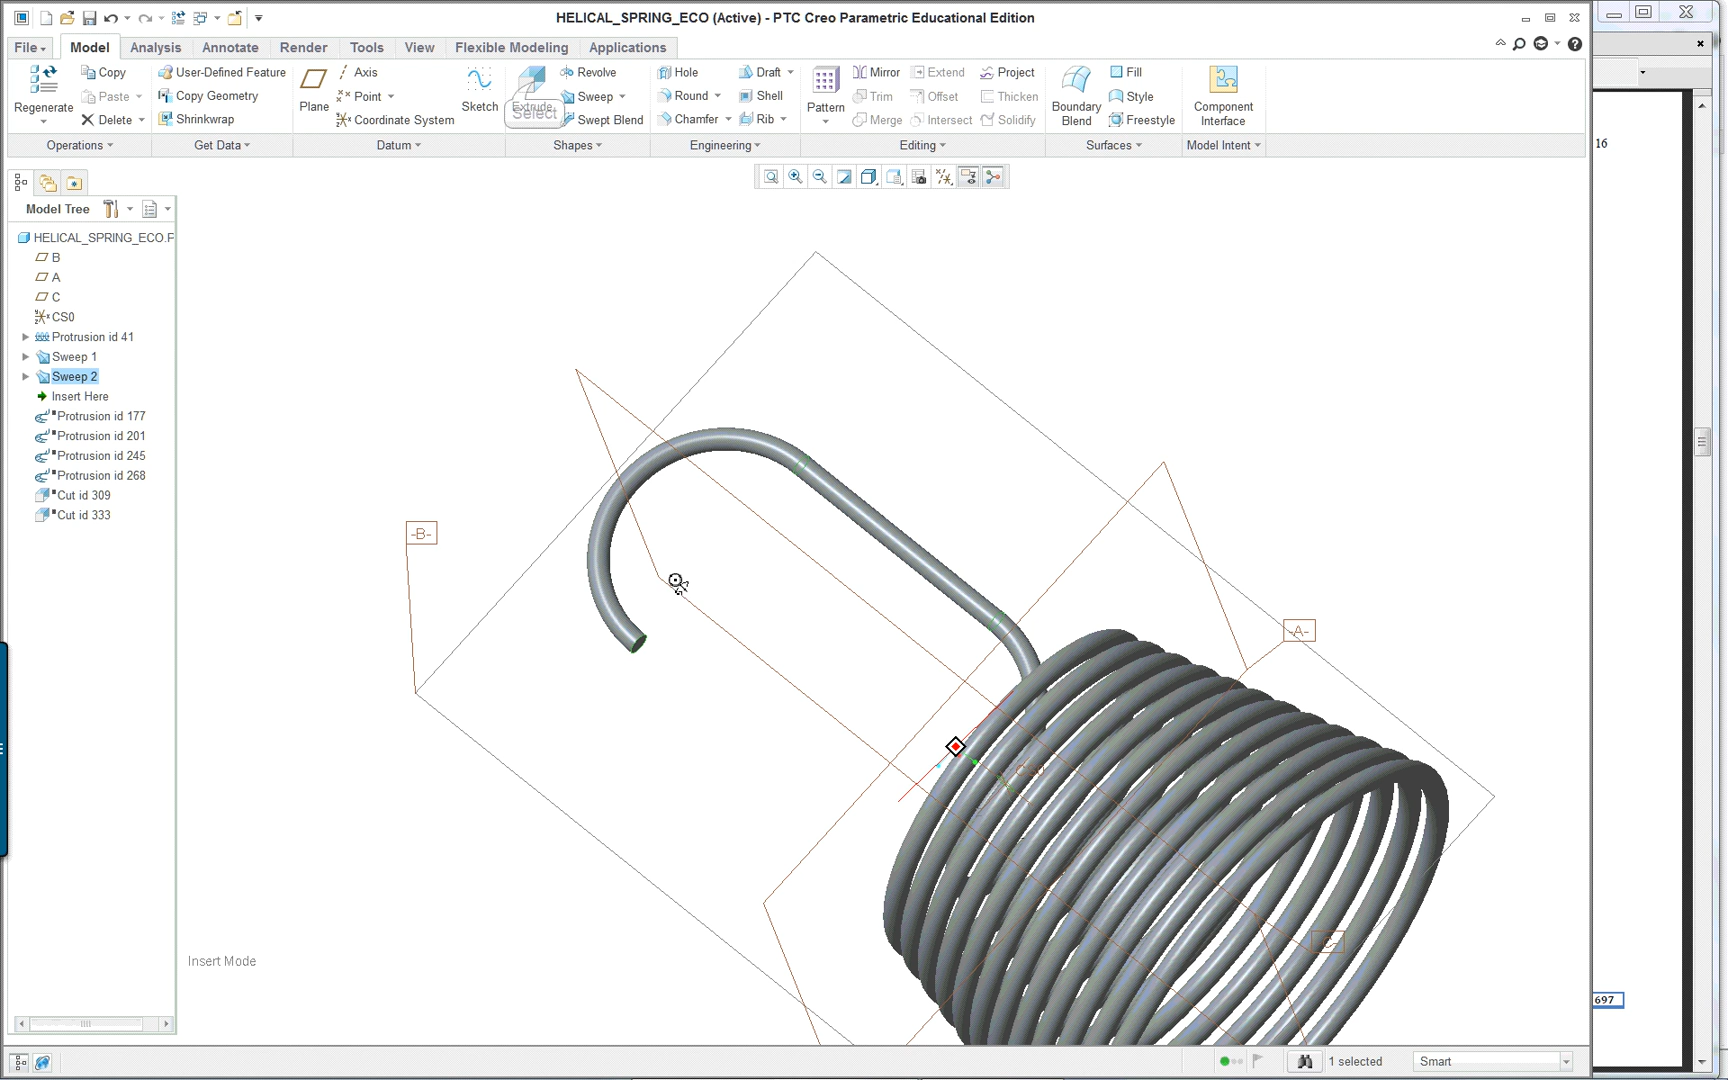 HELICAL_SPRING_ECO (Active) - PTC Creo Parametric Educational Edition
File Model Analysis Annotate Render Tools View Flexible Modeling Applications
Regenerate
Copy
Paste
Delete
User-Defined Feature
Copy Geometry
Shrinkwrap
Plane
Axis
Point
Coordinate System
Sketch
Extrude
Select
Revolve
Sweep
Swept Blend
Hole
Round
Chamfer
Draft
Shell
Rib
Pattern
Mirror
Trim
Merge
Extend
Offset
Intersect
Project
Thicken
Solidify
Boundary
Blend
Fill
Style
Freestyle
Component
Interface
Operations Get Data Datum Shapes Engineering Editing Surfaces Model Intent
16
Model Tree
HELICAL_SPRING_ECO.F
B
A
C
CS0
Protrusion id 41
Sweep 1
Sweep 2
Insert Here
Protrusion id 177
Protrusion id 201
Protrusion id 245
Protrusion id 268
Cut id 309
Cut id 333
-B-
-A-
Insert Mode
697
1 selected
Smart